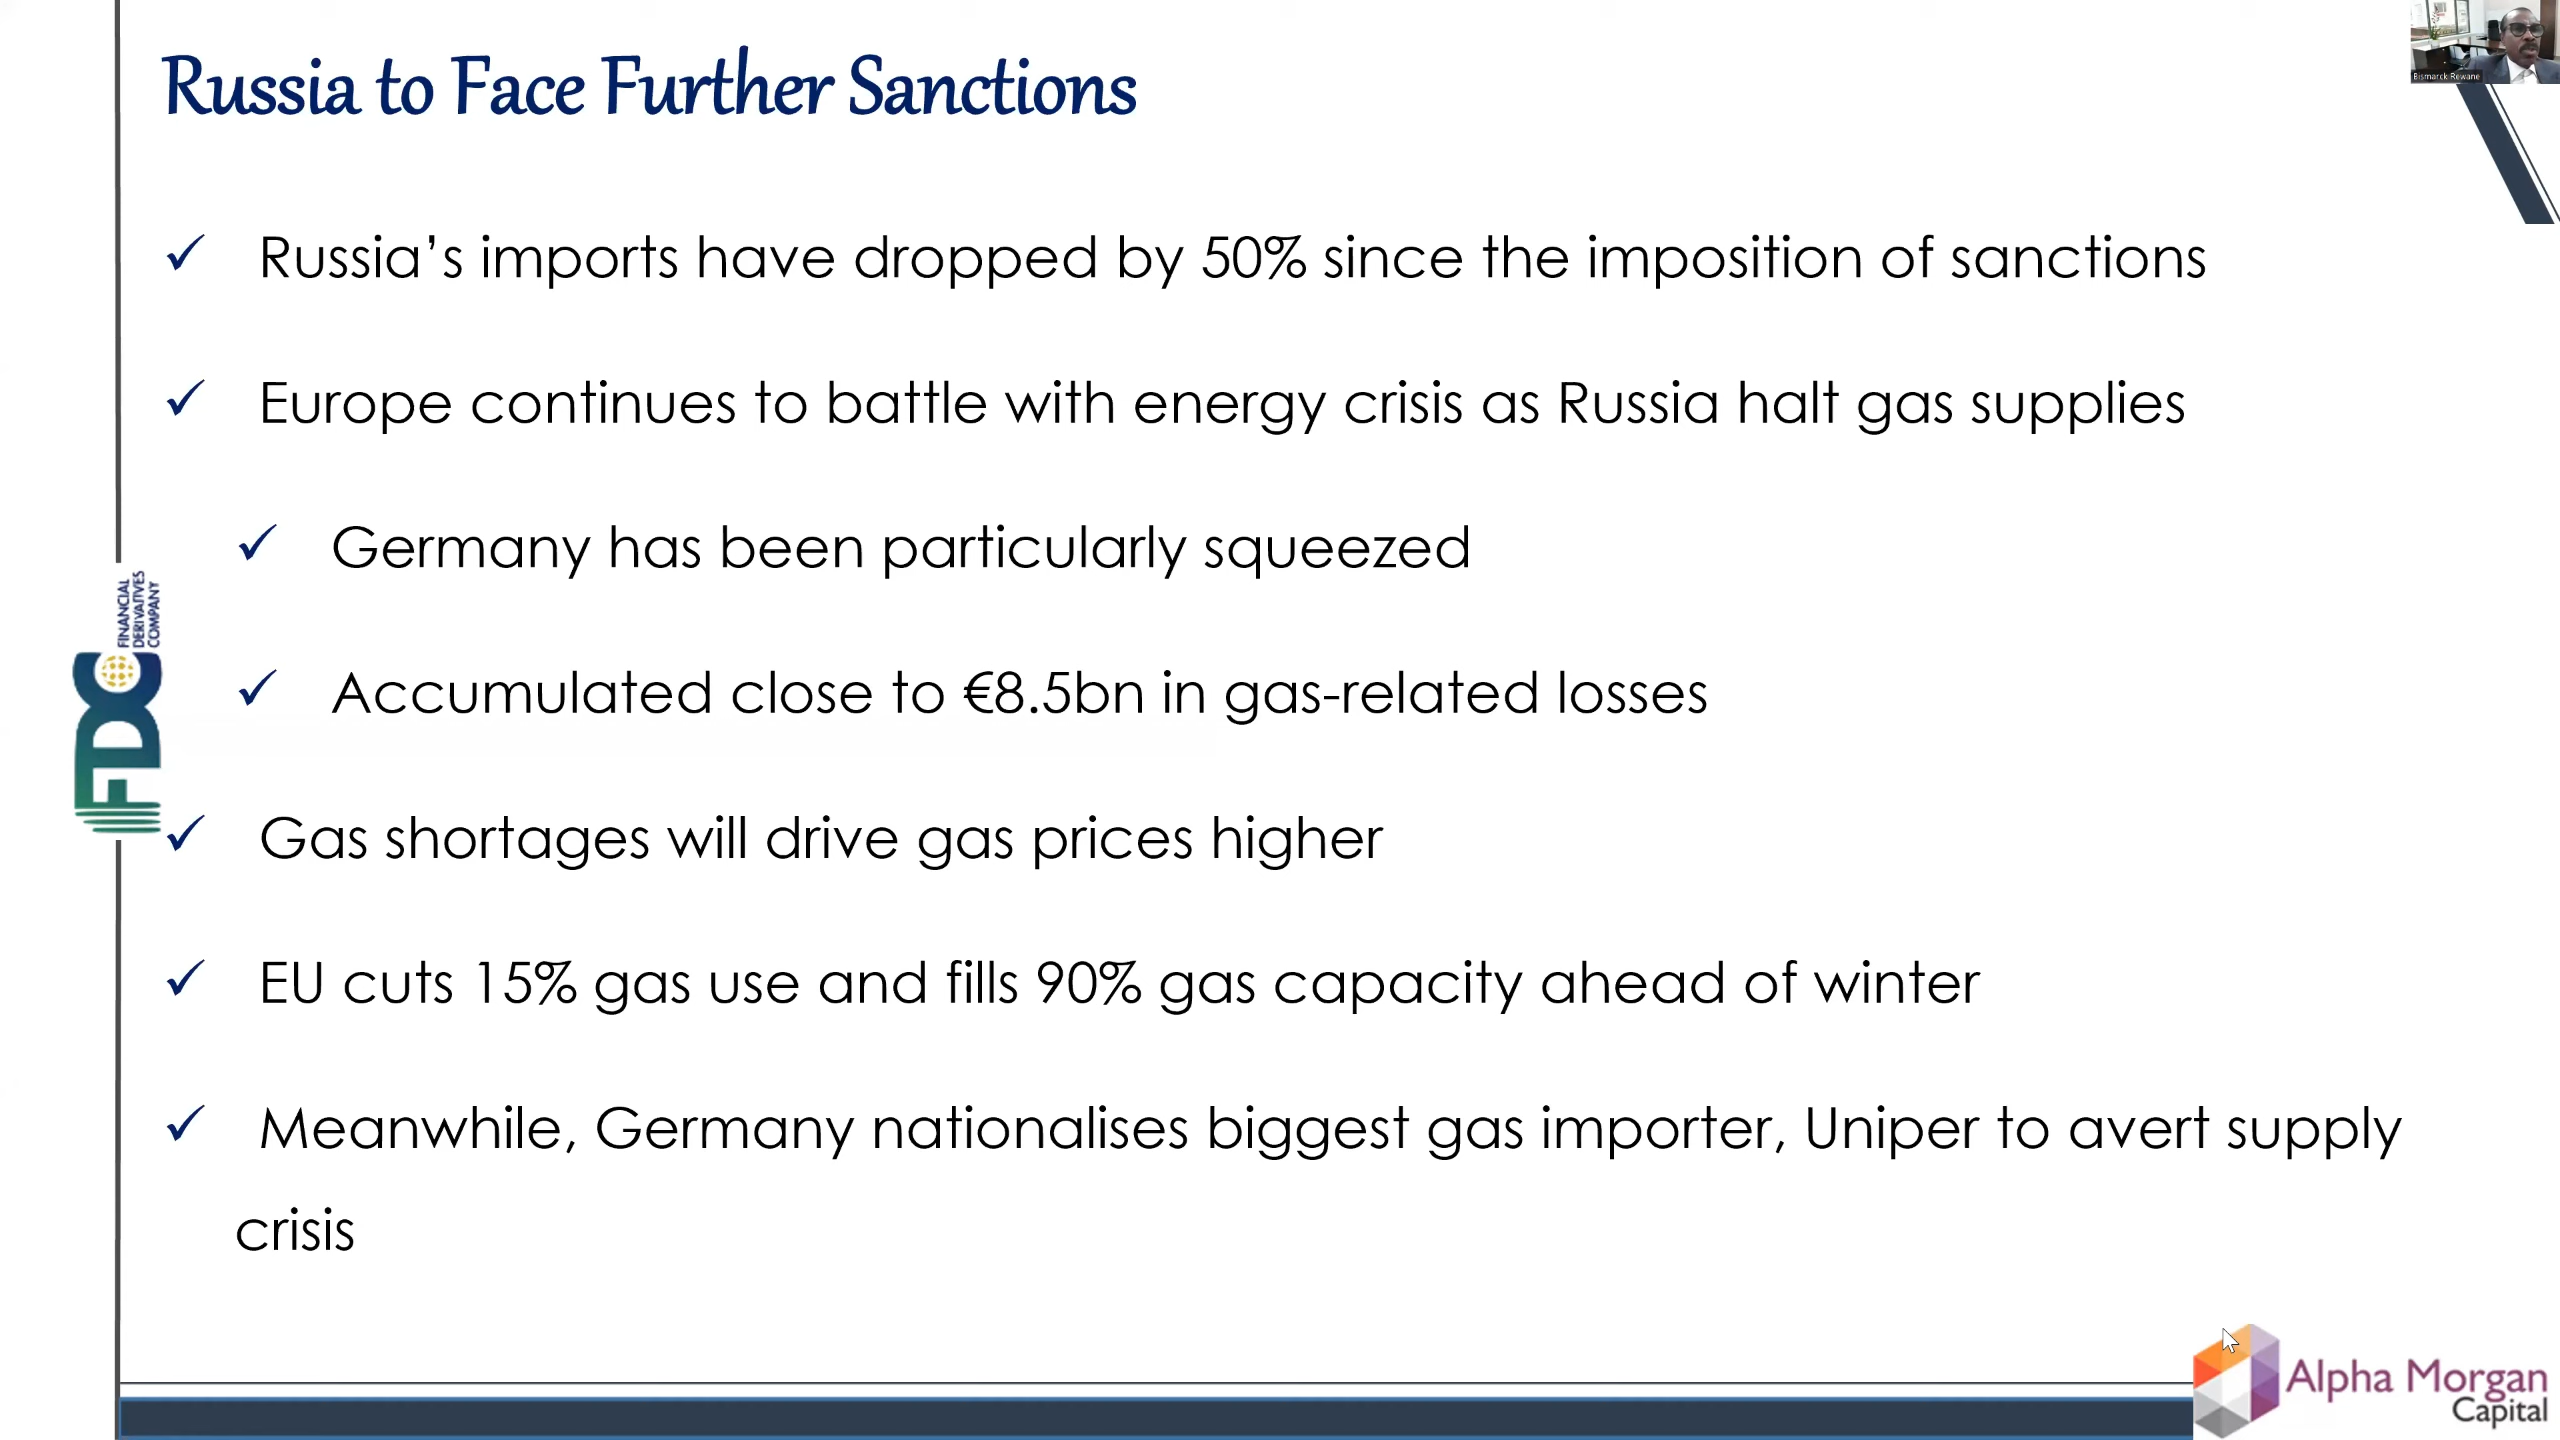 Russia to Face Further Sanctions
Bismarck Rewane
✓ Russia’s imports have dropped by 50% since the imposition of sanctions
✓ Europe continues to battle with energy crisis as Russia halt gas supplies
✓ Germany has been particularly squeezed
✓ Accumulated close to €8.5bn in gas-related losses
FDC
FINANCIAL
DERIVATIVES
COMPANY
✓ Gas shortages will drive gas prices higher
✓ EU cuts 15% gas use and fills 90% gas capacity ahead of winter
✓ Meanwhile, Germany nationalises biggest gas importer, Uniper to avert supply
crisis
Alpha Morgan
Capital